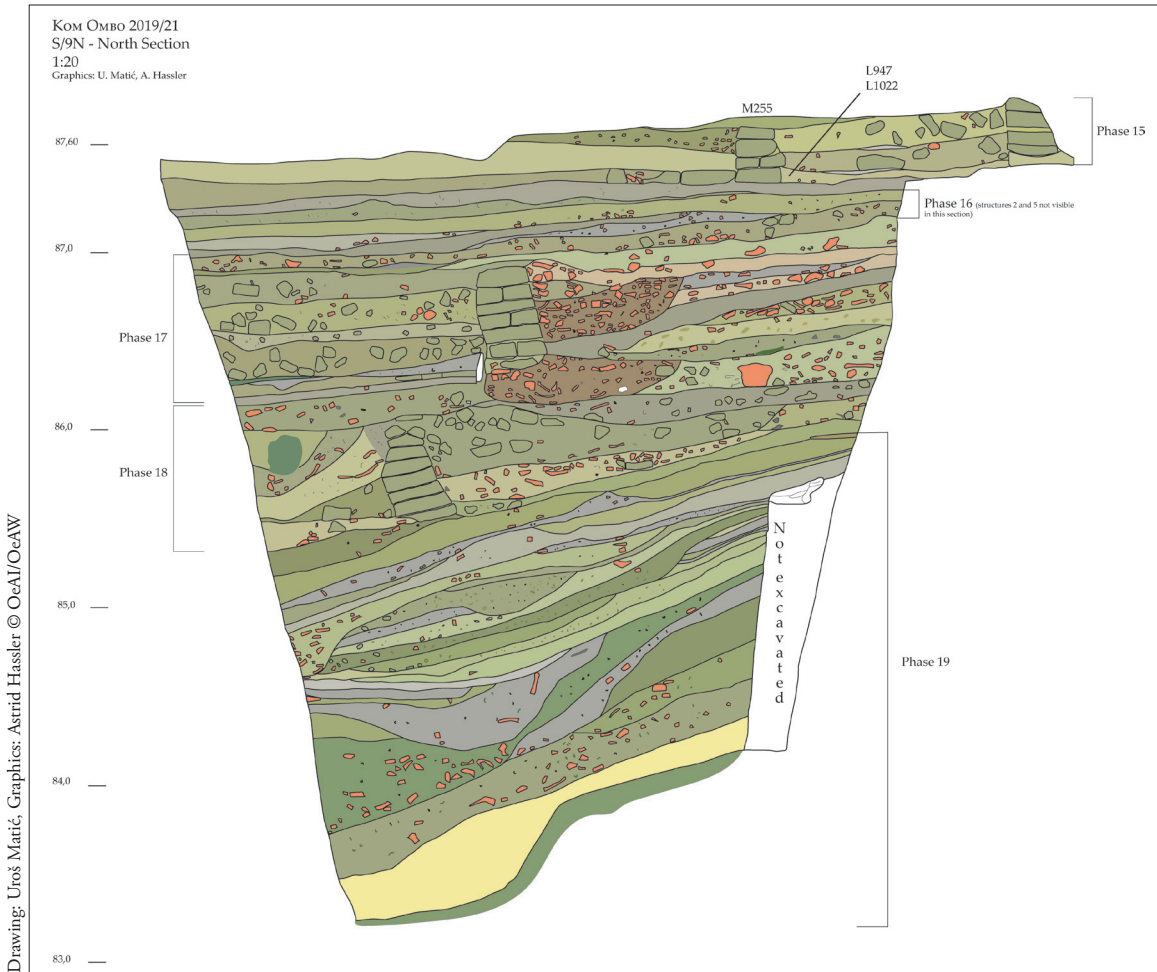 Kom Ombo 2019/21
S/9N - North Section
1:20
Graphics: U. Matić, A. Hassler
L947
L1022
M255
87,60
Phase 15
Phase 16 (structures 2 and 5 not visible
in this section)
87,0
Phase 17
86,0
Phase 18
Not excavated
85,0
Phase 19
84,0
83,0
Drawing: Uroš Matić, Graphics: Astrid Hassler © OeAI/OeAW